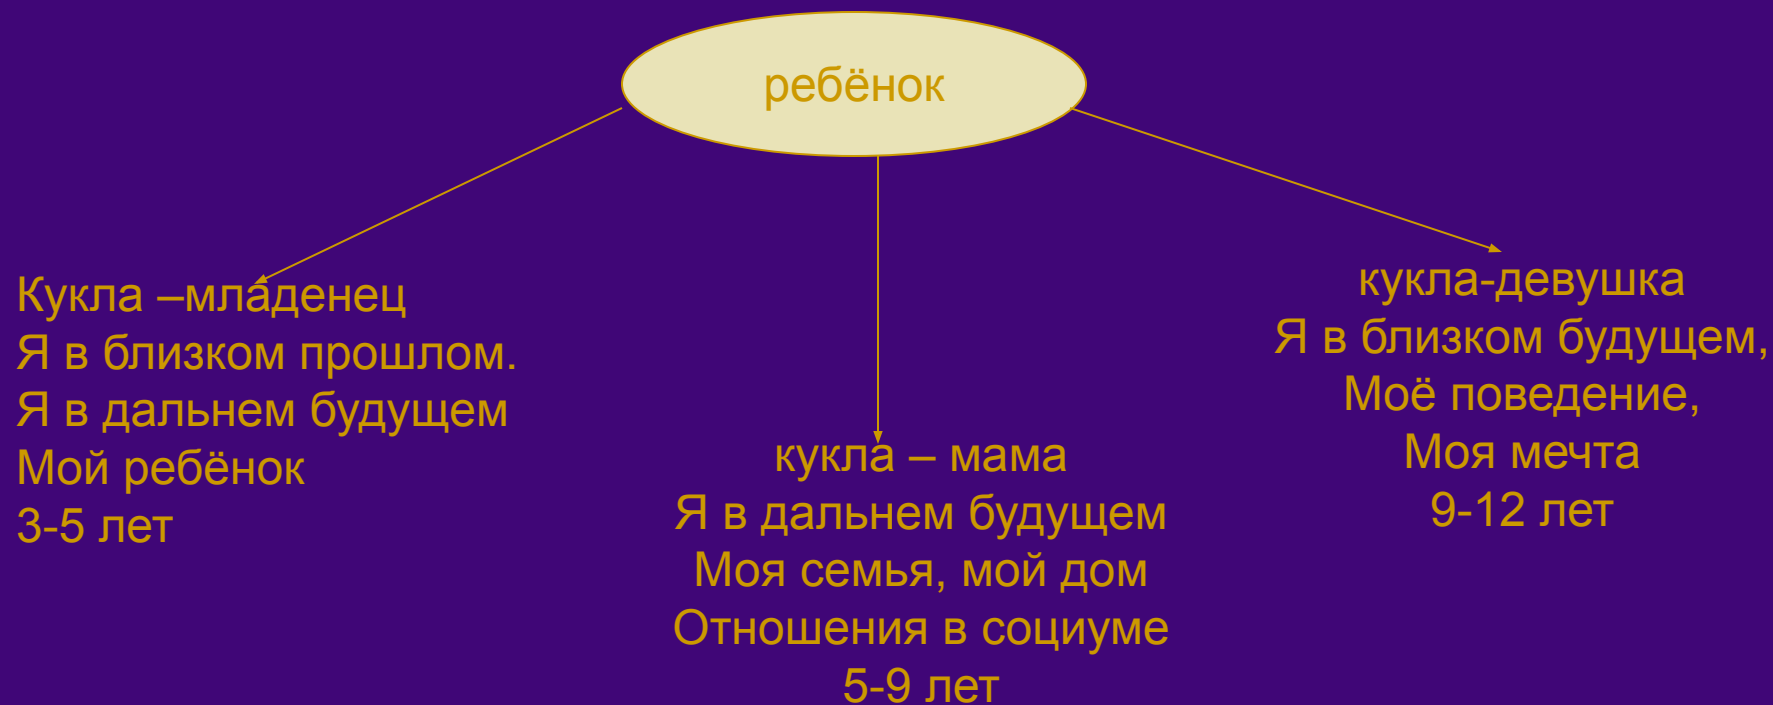 ребёнок
Кукла –младенец
Я в близком прошлом.
Я в дальнем будущем
Мой ребёнок
3-5 лет
кукла – мама
Я в дальнем будущем
Моя семья, мой дом
Отношения в социуме
5-9 лет
кукла-девушка
Я в близком будущем,
Моё поведение,
Моя мечта
9-12 лет